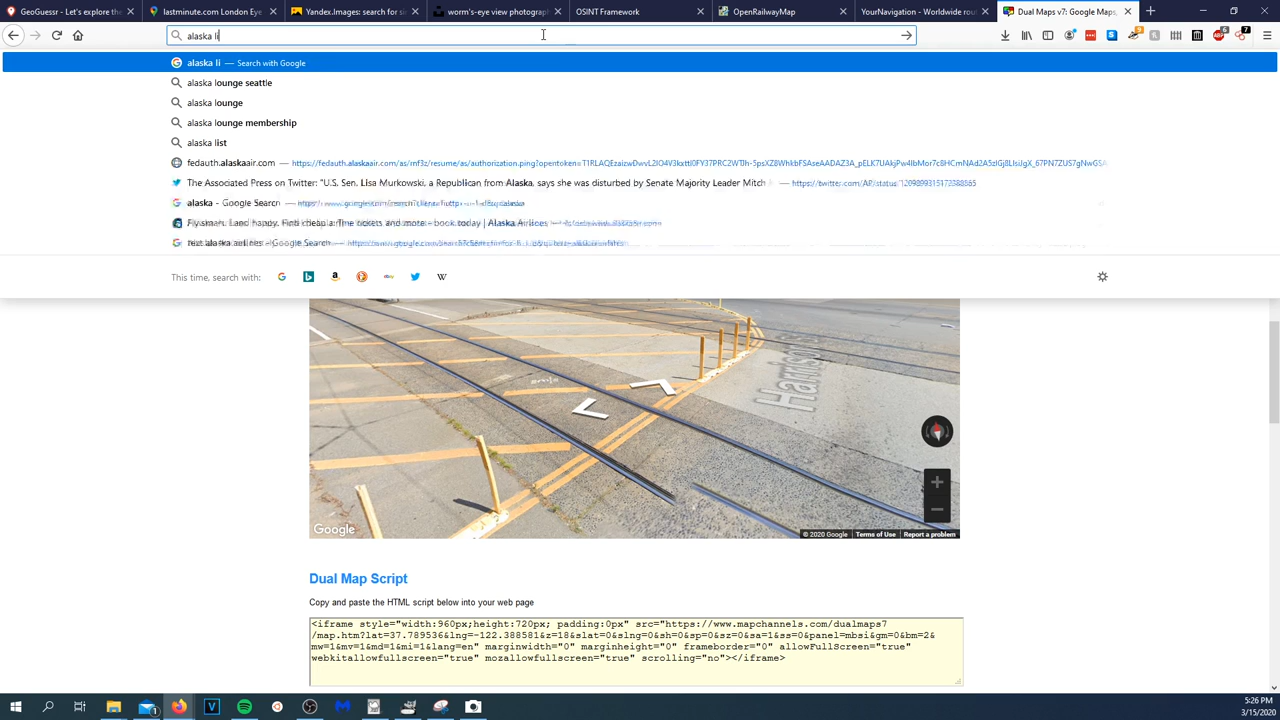 GeoGuessr - Let's explore the
lastminute.com London Eye
Yandex.Images: search for si
worm's-eye view photograp
OSINT Framework
OpenRailwayMap
YourNavigation - Worldwide rou
Dual Maps v7: Google Maps,
alaska li
alaska li — Search with Google
alaska lounge seattle
alaska lounge
alaska lounge membership
alaska list
fedauth.alaskaair.com
The Associated Press on Twitter: "U.S. Sen. Lisa Murkowski, a Republican from Alaska, says she was disturbed by Senate Majority Leader Mitch
alaska - Google Search
This time, search with:
Harrison S
Google
© 2020 Google
Terms of Use
Report a problem
Dual Map Script
Copy and paste the HTML script below into your web page
<iframe style="width:960px;height:720px; padding:0px" src="https://www.mapchannels.com/dualmaps7
/map.htm?lat=37.789536&lng=-122.388581&z=18&slat=0&slng=0&sh=0&sp=0&sz=0&sa=1&ss=0&panel=mbsi&gm=0&bm=2&
mw=1&mv=1&md=1&mi=1&lang=en" marginwidth="0" marginheight="0" frameborder="0" allowFullScreen="true"
webkitallowfullscreen="true" mozallowfullscreen="true" scrolling="no"></iframe>
5:26 PM
3/15/2020